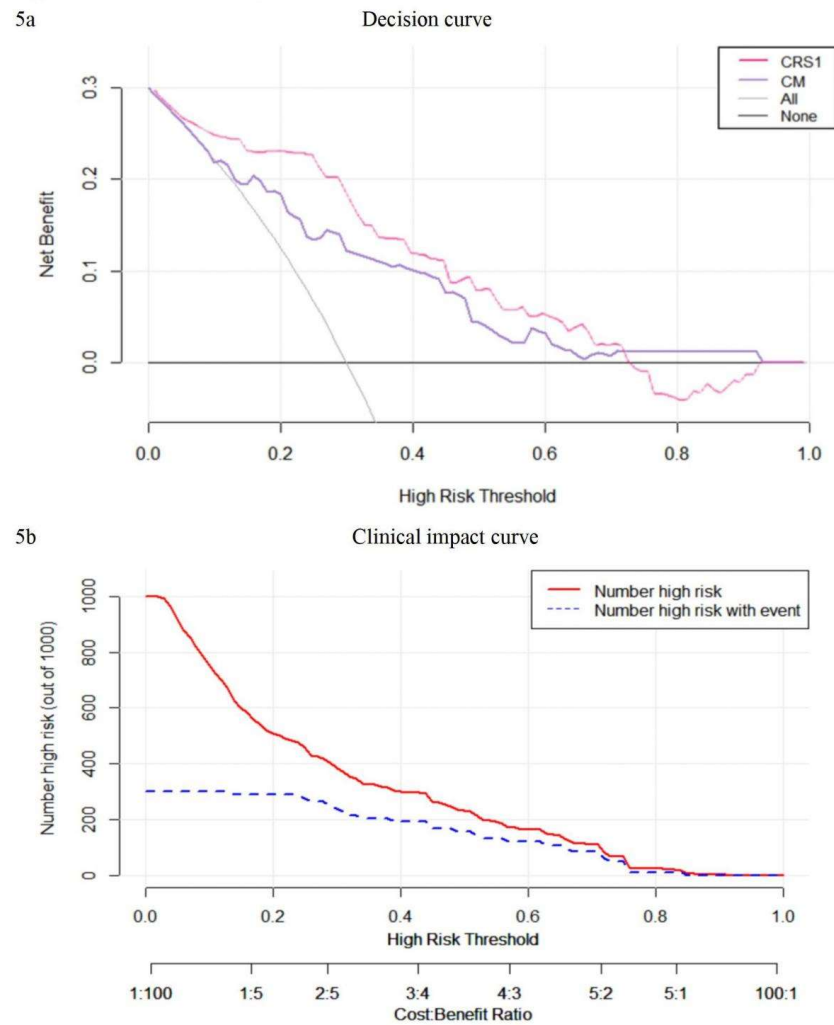 5a Decision curve
CRS1
CM
All
None
Net Benefit
0.3
0.2
0.1
0.0
0.0 0.2 0.4 0.6 0.8 1.0
High Risk Threshold
5b Clinical impact curve
Number high risk
Number high risk with event
Number high risk (out of 1000)
1000
800
600
400
200
0
0.0 0.2 0.4 0.6 0.8 1.0
High Risk Threshold
1:100 1:5 2:5 3:4 4:3 5:2 5:1 100:1
Cost:Benefit Ratio